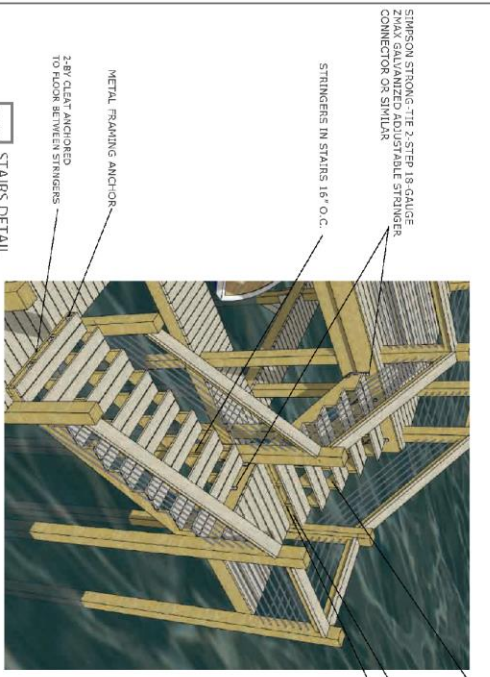 SIMPSON STRONG-TIE 2-STEP 18-GAUGE
ZMAX GALVANIZED ADJUSTABLE STRINGER
CONNECTOR OR SIMILAR
STRINGERS IN STAIRS 16" O.C.
METAL FRAMING ANCHOR
2-BY CLEAT ANCHORED
TO FLOOR BETWEEN STRINGERS
STAIRS DETAIL